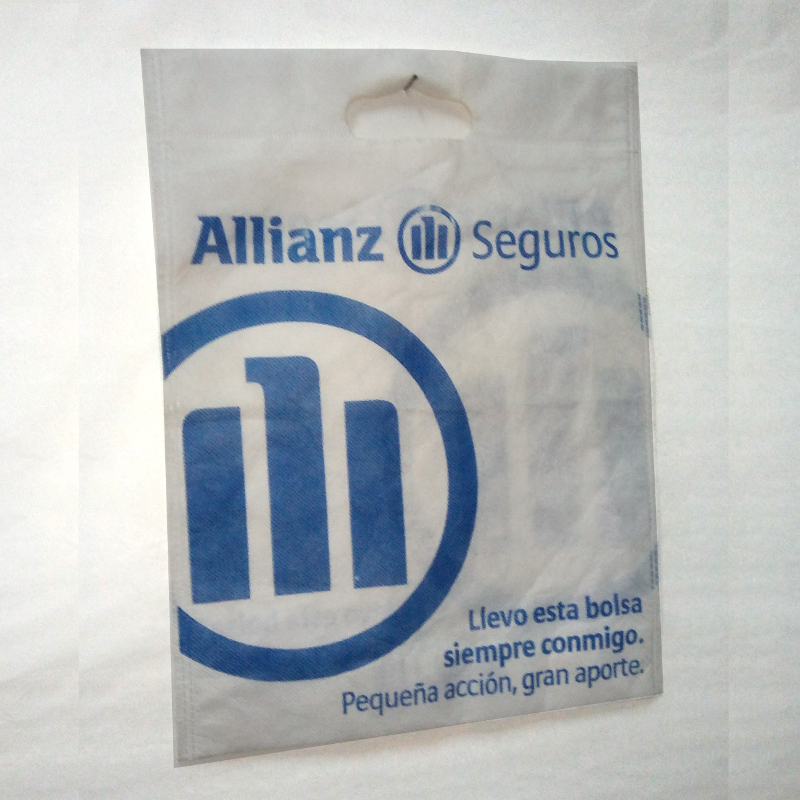 Allianz Seguros
Llevo esta bolsa
siempre conmigo.
Pequeña acción, gran aporte.